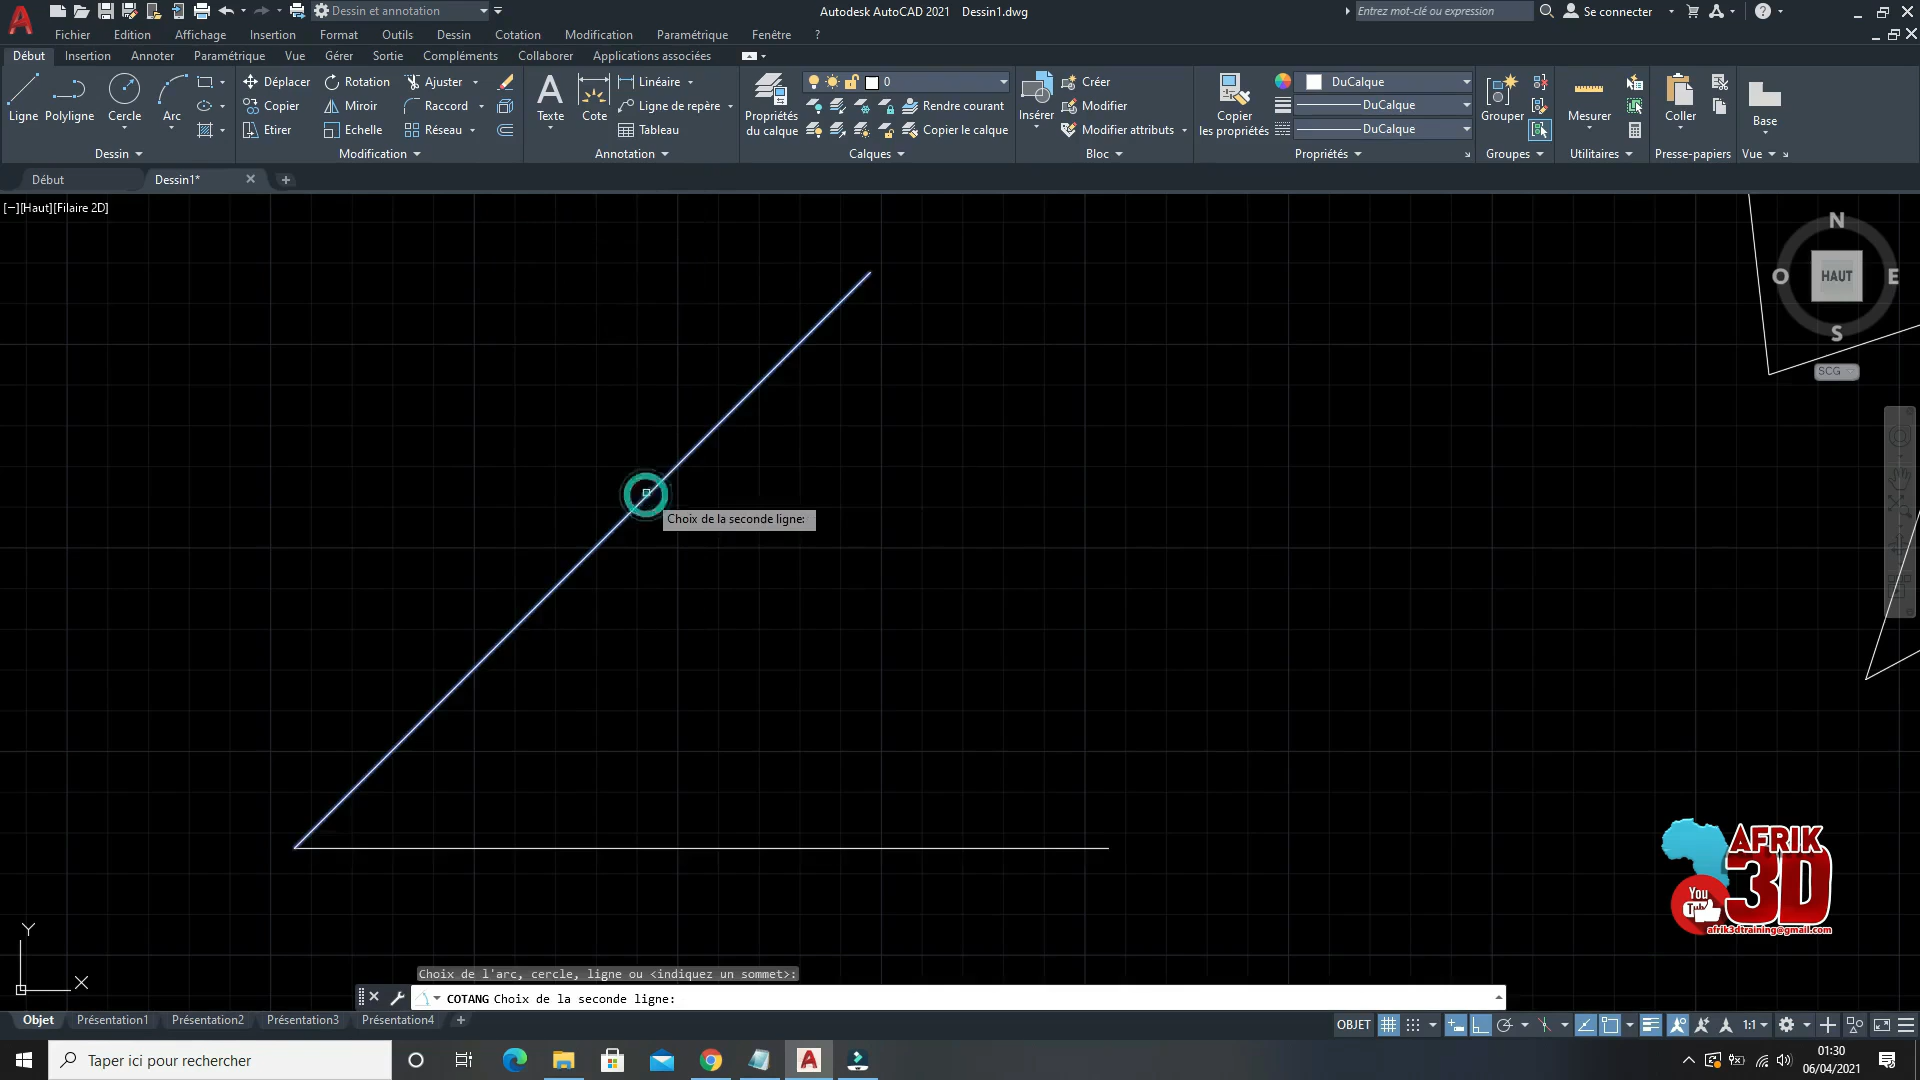 Dessin et annotation
Autodesk AutoCAD 2021 Dessin1.dwg
Entrez mot-clé ou expression
Se connecter
Fichier Edition Affichage Insertion Format Outils Dessin Cotation Modification Paramétrique Fenêtre ?
Début Insertion Annoter Paramétrique Vue Gérer Sortie Compléments Collaborer Applications associées
Ligne Polyligne Cercle Arc
Déplacer Rotation Ajuster
Copier Miroir Raccord
Etirer Echelle Réseau
Texte Cote
Linéaire
Ligne de repère
Tableau
Propriétés
du calque
0
Rendre courant
Copier le calque
Insérer
Créer
Modifier
Modifier attributs
Copier
les propriétés
DuCalque
DuCalque
DuCalque
Grouper
Mesurer
Coller
Base
Dessin Modification Annotation Calques Bloc Propriétés Groupes Utilitaires Presse-papiers Vue
Début Dessin1*
[−][Haut][Filaire 2D]
N
O HAUT E
S
SCG
Choix de la seconde ligne:
AFRIK
3D
You
Tube
afrik3dtraining@gmail.com
Y
X
Choix de l'arc, cercle, ligne ou <indiquez un sommet>:
COTANG Choix de la seconde ligne:
Objet Présentation1 Présentation2 Présentation3 Présentation4 +
OBJET 1:1
Taper ici pour rechercher
01:30
06/04/2021